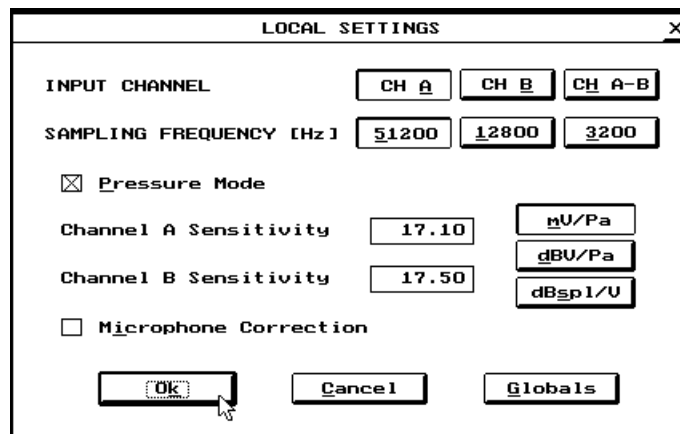 LOCAL SETTINGS X
INPUT CHANNEL CH A CH B CH A-B
SAMPLING FREQUENCY [Hz] 51200 12800 3200
Pressure Mode
Channel A Sensitivity 17.10 mV/Pa
dBV/Pa
Channel B Sensitivity 17.50
dBspl/V
Microphone Correction
Ok Cancel Globals